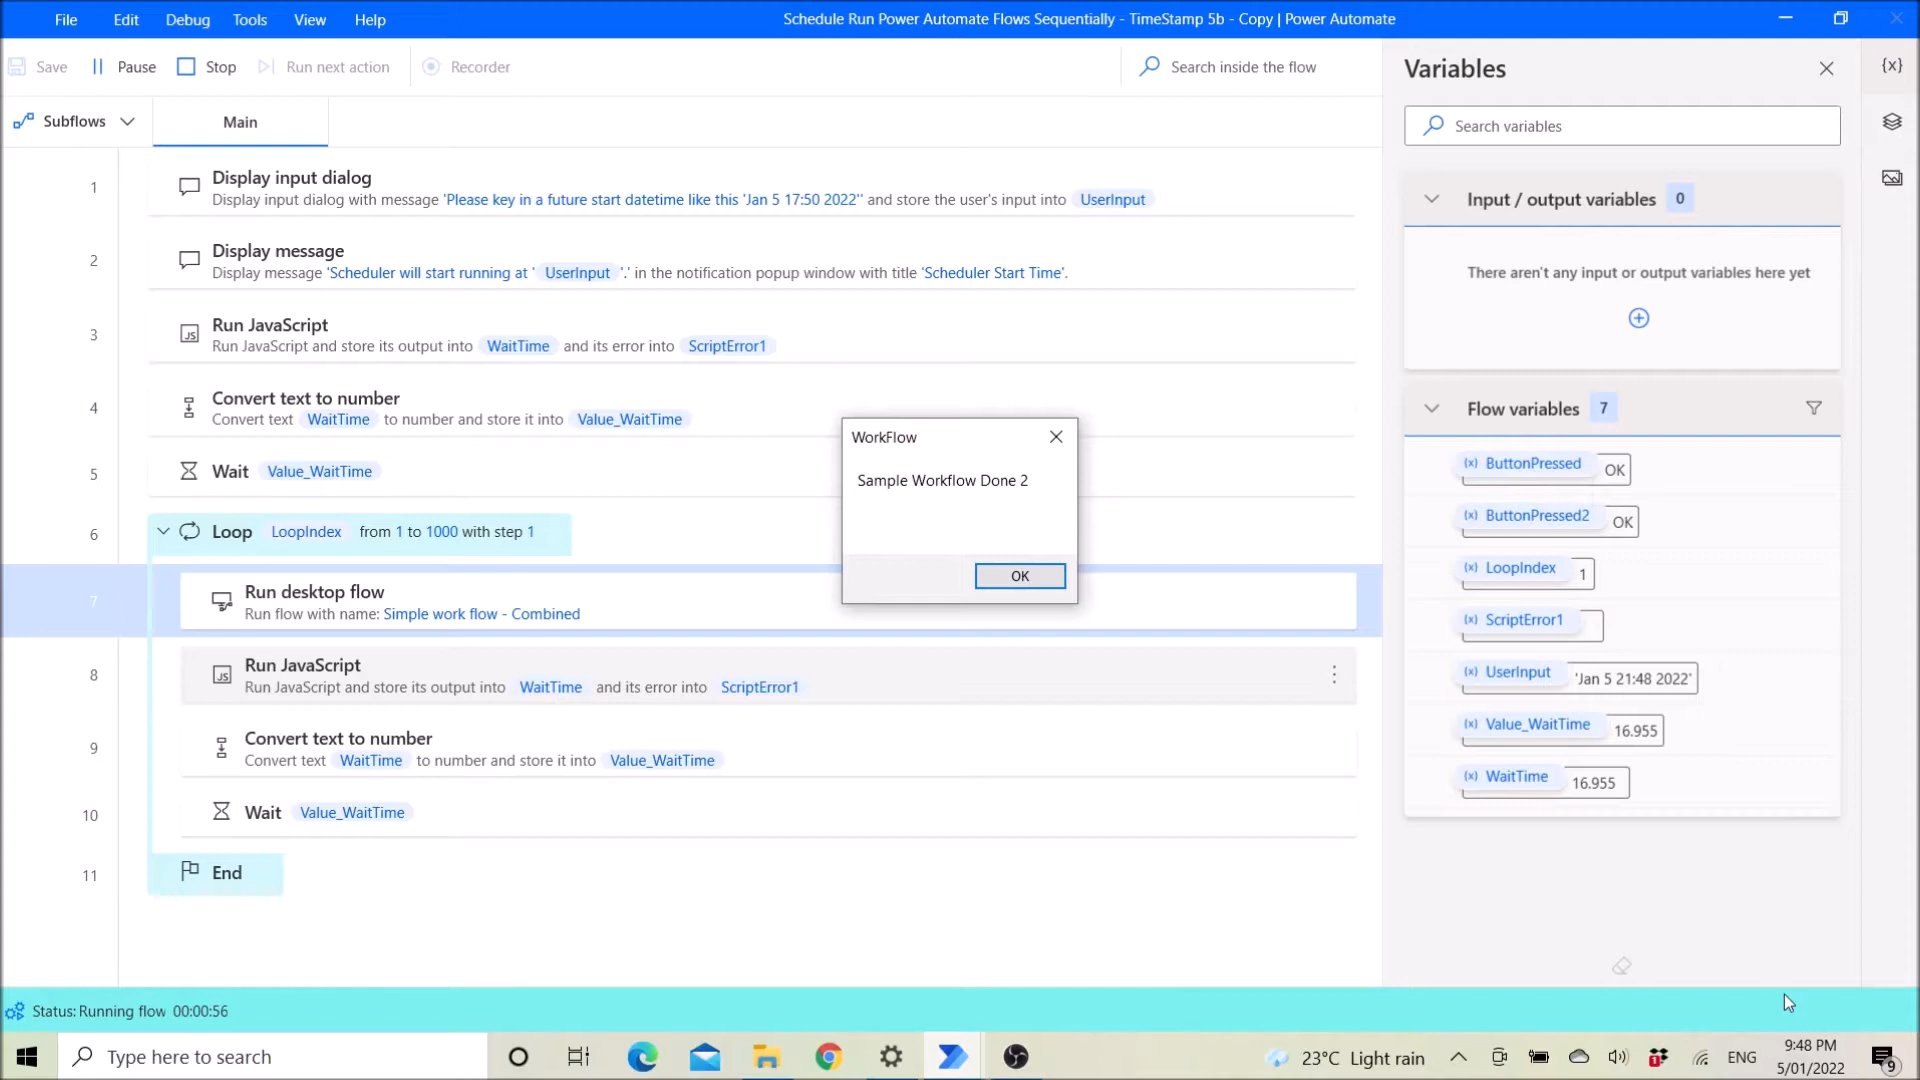 File Edit Debug Tools View Help
Schedule Run Power Automate Flows Sequentially - TimeStamp 5b - Copy | Power Automate
Save Pause Stop Run next action Recorder Search inside the flow
Subflows Main
1 Display input dialog
Display input dialog with message 'Please key in a future start datetime like this 'Jan 5 17:50 2022'' and store the user's input into UserInput
2 Display message
Display message 'Scheduler will start running at ' UserInput '.' in the notification popup window with title 'Scheduler Start Time'.
3 Run JavaScript
Run JavaScript and store its output into WaitTime and its error into ScriptError1
4 Convert text to number
Convert text WaitTime to number and store it into Value_WaitTime
5 Wait Value_WaitTime
6 Loop LoopIndex from 1 to 1000 with step 1
7 Run desktop flow
Run flow with name: Simple work flow - Combined
8 Run JavaScript
Run JavaScript and store its output into WaitTime and its error into ScriptError1
9 Convert text to number
Convert text WaitTime to number and store it into Value_WaitTime
10 Wait Value_WaitTime
11 End
WorkFlow
Sample Workflow Done 2
OK
Variables
{x}
Search variables
Input / output variables 0
There aren't any input or output variables here yet
Flow variables 7
(x) ButtonPressed OK
(x) ButtonPressed2 OK
(x) LoopIndex 1
(x) ScriptError1
(x) UserInput 'Jan 5 21:48 2022'
(x) Value_WaitTime 16.955
(x) WaitTime 16.955
Status: Running flow 00:00:56
Type here to search
23°C Light rain
1
ENG
9:48 PM
5/01/2022
9